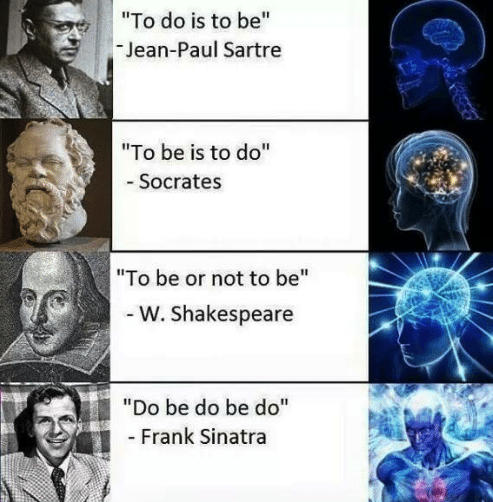 "To do is to be"
- Jean-Paul Sartre
"To be is to do"
- Socrates
"To be or not to be"
- W. Shakespeare
"Do be do be do"
- Frank Sinatra